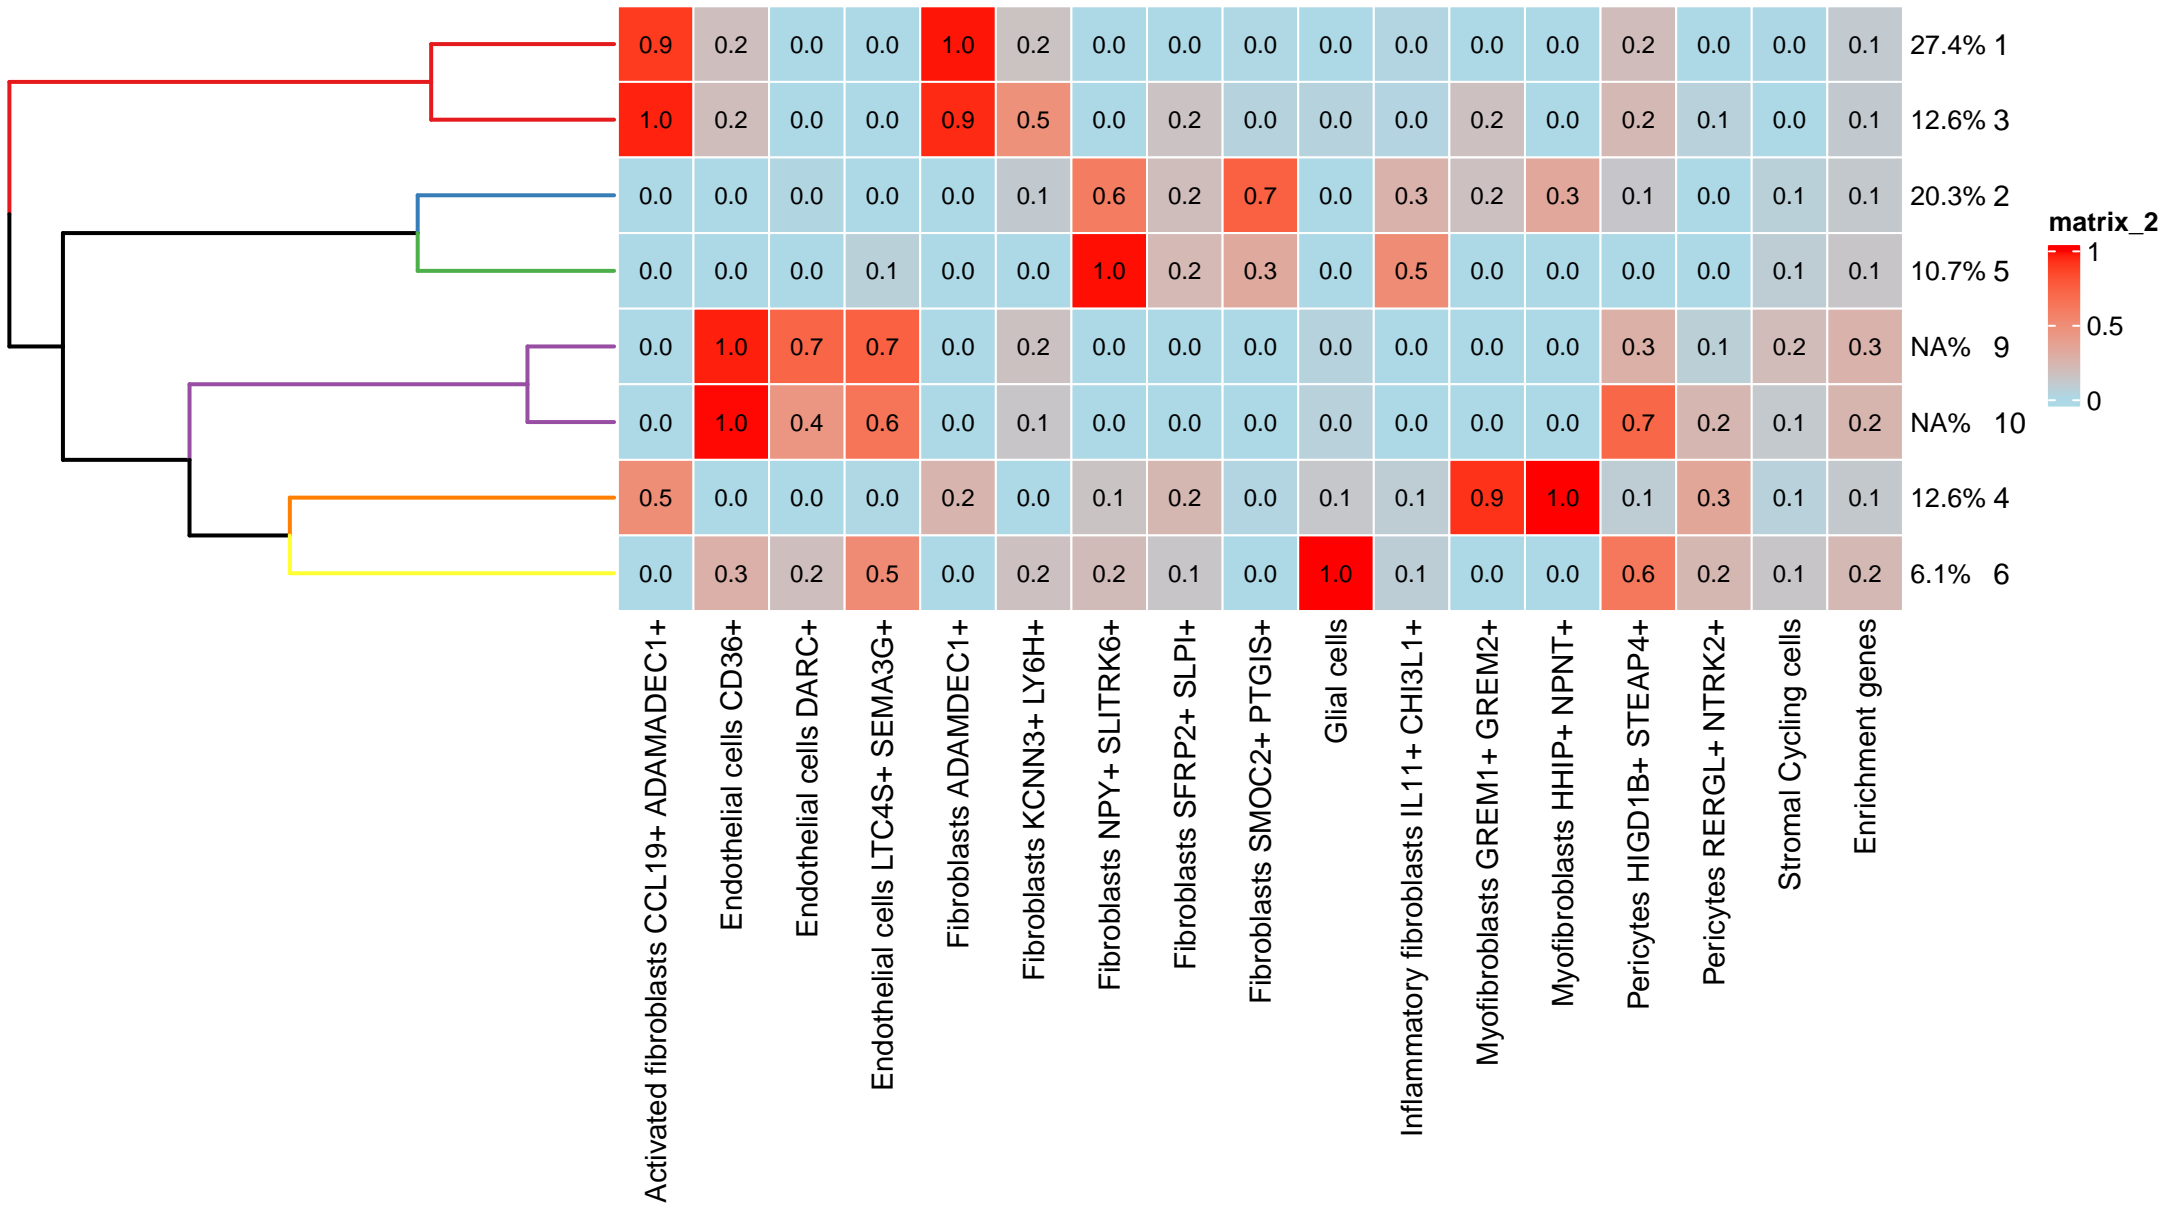 0.9 0.2 0.0 0.0 1.0 0.2 0.0 0.0 0.0 0.0 0.0 0.0 0.0 0.2 0.0 0.0 0.1 27.4% 1
1.0 0.2 0.0 0.0 0.9 0.5 0.0 0.2 0.0 0.0 0.0 0.2 0.0 0.2 0.1 0.0 0.1 12.6% 3
0.0 0.0 0.0 0.0 0.0 0.1 0.6 0.2 0.7 0.0 0.3 0.2 0.3 0.1 0.0 0.1 0.1 20.3% 2
0.0 0.0 0.0 0.1 0.0 0.0 1.0 0.2 0.3 0.0 0.5 0.0 0.0 0.0 0.0 0.1 0.1 10.7% 5
0.0 1.0 0.7 0.7 0.0 0.2 0.0 0.0 0.0 0.0 0.0 0.0 0.0 0.3 0.1 0.2 0.3 NA% 9
0.0 1.0 0.4 0.6 0.0 0.1 0.0 0.0 0.0 0.0 0.0 0.0 0.0 0.7 0.2 0.1 0.2 NA% 10
0.5 0.0 0.0 0.0 0.2 0.0 0.1 0.2 0.0 0.1 0.1 0.9 1.0 0.1 0.3 0.1 0.1 12.6% 4
0.0 0.3 0.2 0.5 0.0 0.2 0.2 0.1 0.0 1.0 0.1 0.0 0.0 0.6 0.2 0.1 0.2 6.1% 6
matrix_2
1
0.5
0
Activated fibroblasts CCL19+ ADAMADEC1+
Endothelial cells CD36+
Endothelial cells DARC+
Endothelial cells LTC4S+ SEMA3G+
Fibroblasts ADAMDEC1+
Fibroblasts KCNN3+ LY6H+
Fibroblasts NPY+ SLITRK6+
Fibroblasts SFRP2+ SLPI+
Fibroblasts SMOC2+ PTGIS+
Glial cells
Inflammatory fibroblasts IL11+ CHI3L1+
Myofibroblasts GREM1+ GREM2+
Myofibroblasts HHIP+ NPNT+
Pericytes HIGD1B+ STEAP4+
Pericytes RERGL+ NTRK2+
Stromal Cycling cells
Enrichment genes